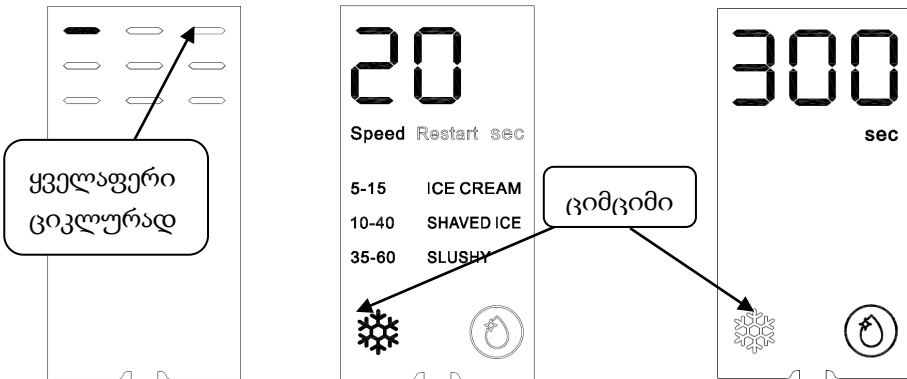 ყველაფერი
ციკლურად
20
Speed Restart sec
5-15 ICE CREAM
10-40 SHAVED ICE
35-60 SLUSHY
ციმციმი
300
sec